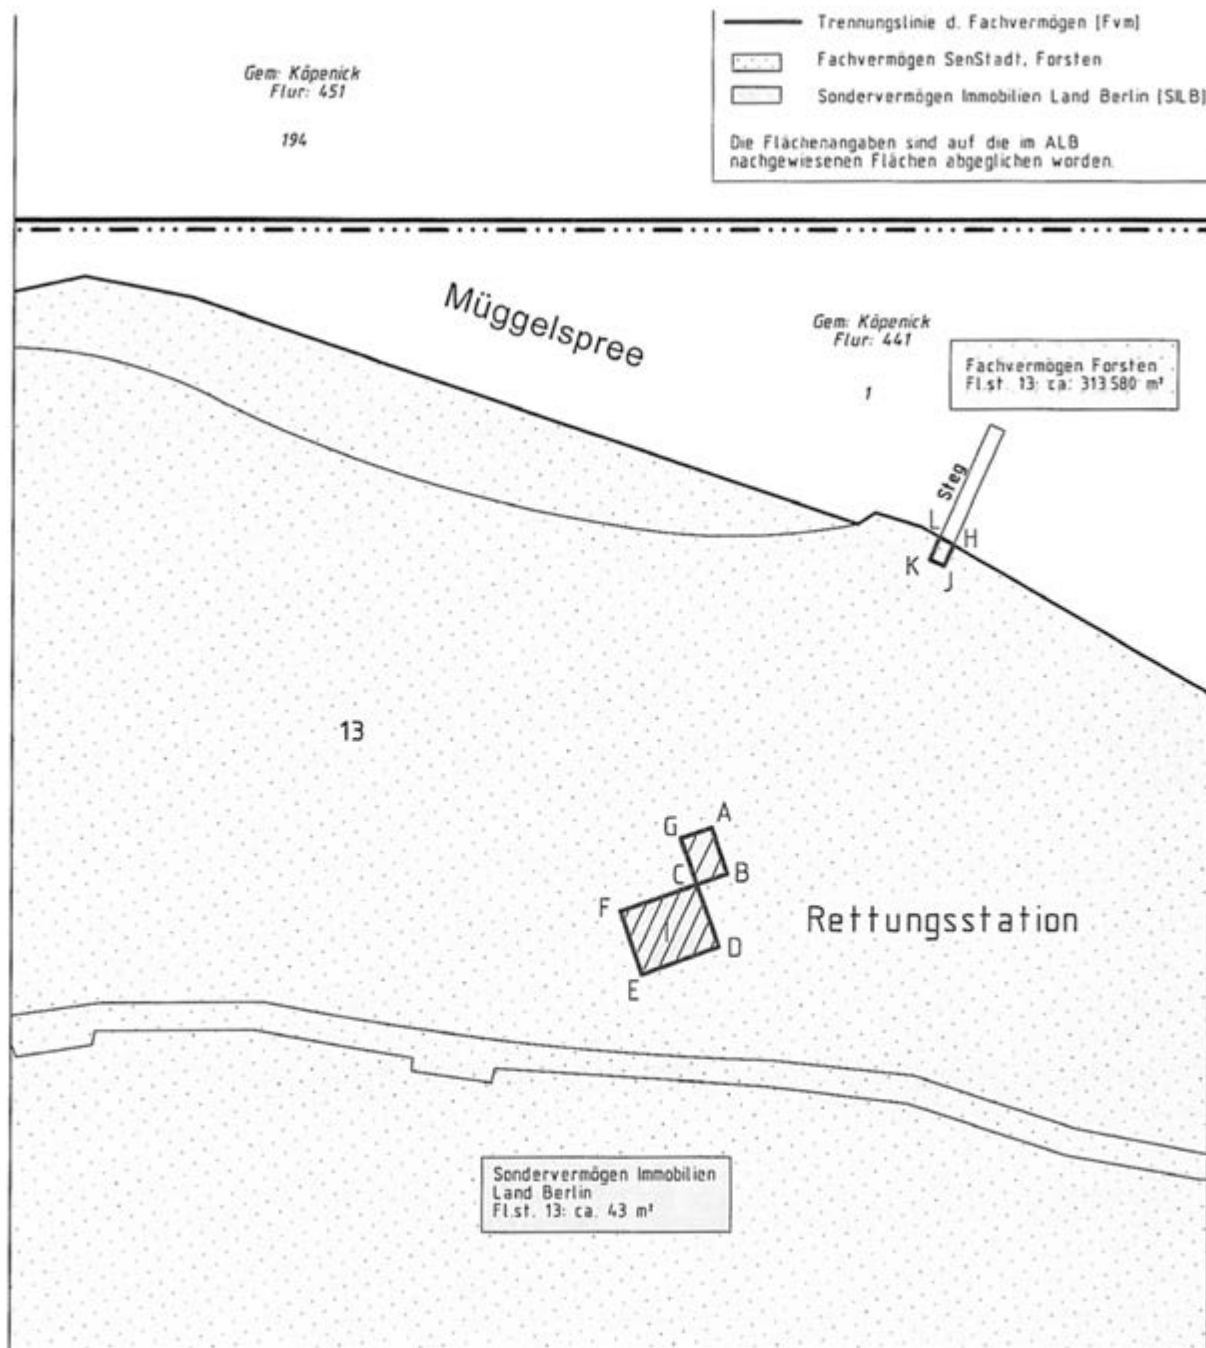 Trennungslinie d. Fachvermögen [Fvm]
Fachvermögen SenStadt, Forsten
Sondervermögen Immobilien Land Berlin [SILB]
Die Flächenangaben sind auf die im ALB
nachgewiesenen Flächen abgeglichen worden.
Gem: Köpenick
Flur: 451
194
Müggelspree
Gem: Köpenick
Flur: 441
1
Fachvermögen Forsten
Fl.st. 13: ca: 313.580 m²
Steg
L
H
K
J
13
A
G
B
C
F
I
D
E
Rettungsstation
Sondervermögen Immobilien
Land Berlin
Fl.st. 13: ca. 43 m²